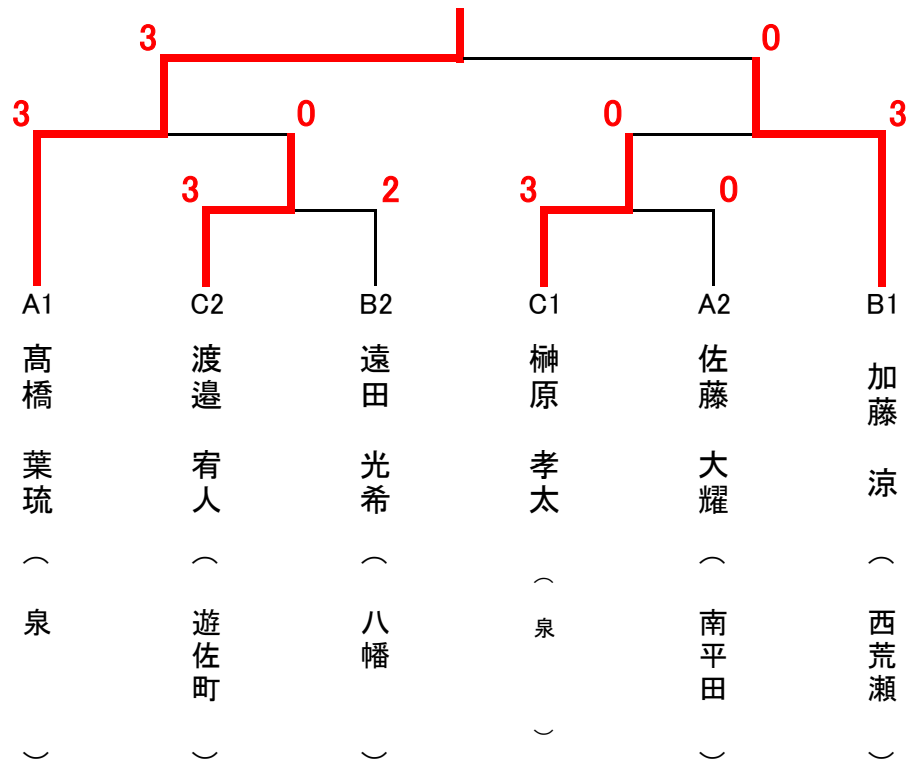 3 0
3 0 0 3
3 2 3 0
A1 C2 B2 C1 A2 B1
髙橋 葉琉（泉）
渡邉 宥人（遊佐町）
遠田 光希（八幡）
榊原 孝太（泉）
佐藤 大耀（南平田）
加藤 涼（西荒瀬）